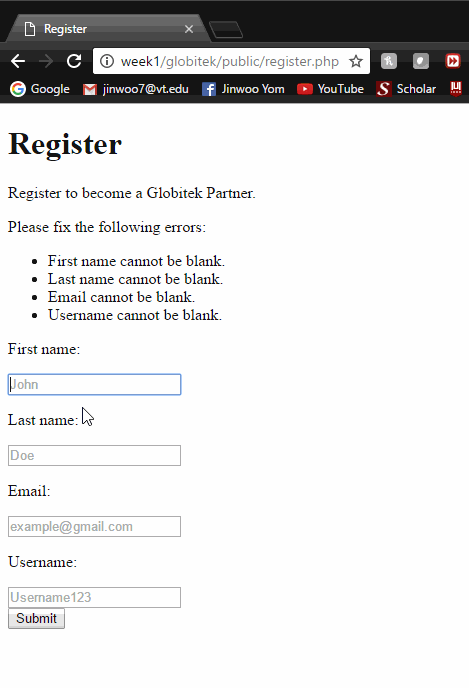 Register
week1/globitek/public/register.php
Google jinwoo7@vt.edu Jinwoo Yom YouTube Scholar
Register
Register to become a Globitek Partner.
Please fix the following errors:
First name cannot be blank.
Last name cannot be blank.
Email cannot be blank.
Username cannot be blank.
First name:
John
Last name:
Doe
Email:
example@gmail.com
Username:
Username123
Submit